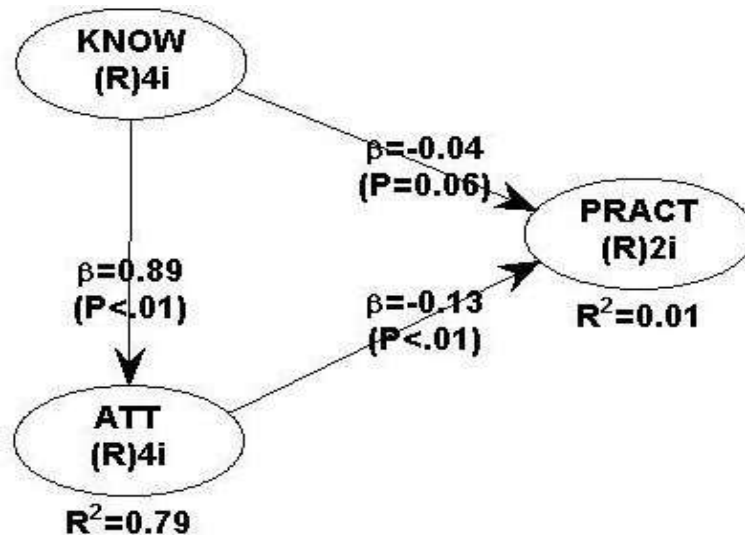 KNOW
(R)4i
β=-0.04
(P=0.06)
PRACT
(R)2i
R²=0.01
β=0.89
(P<.01)
β=-0.13
(P<.01)
ATT
(R)4i
R²=0.79